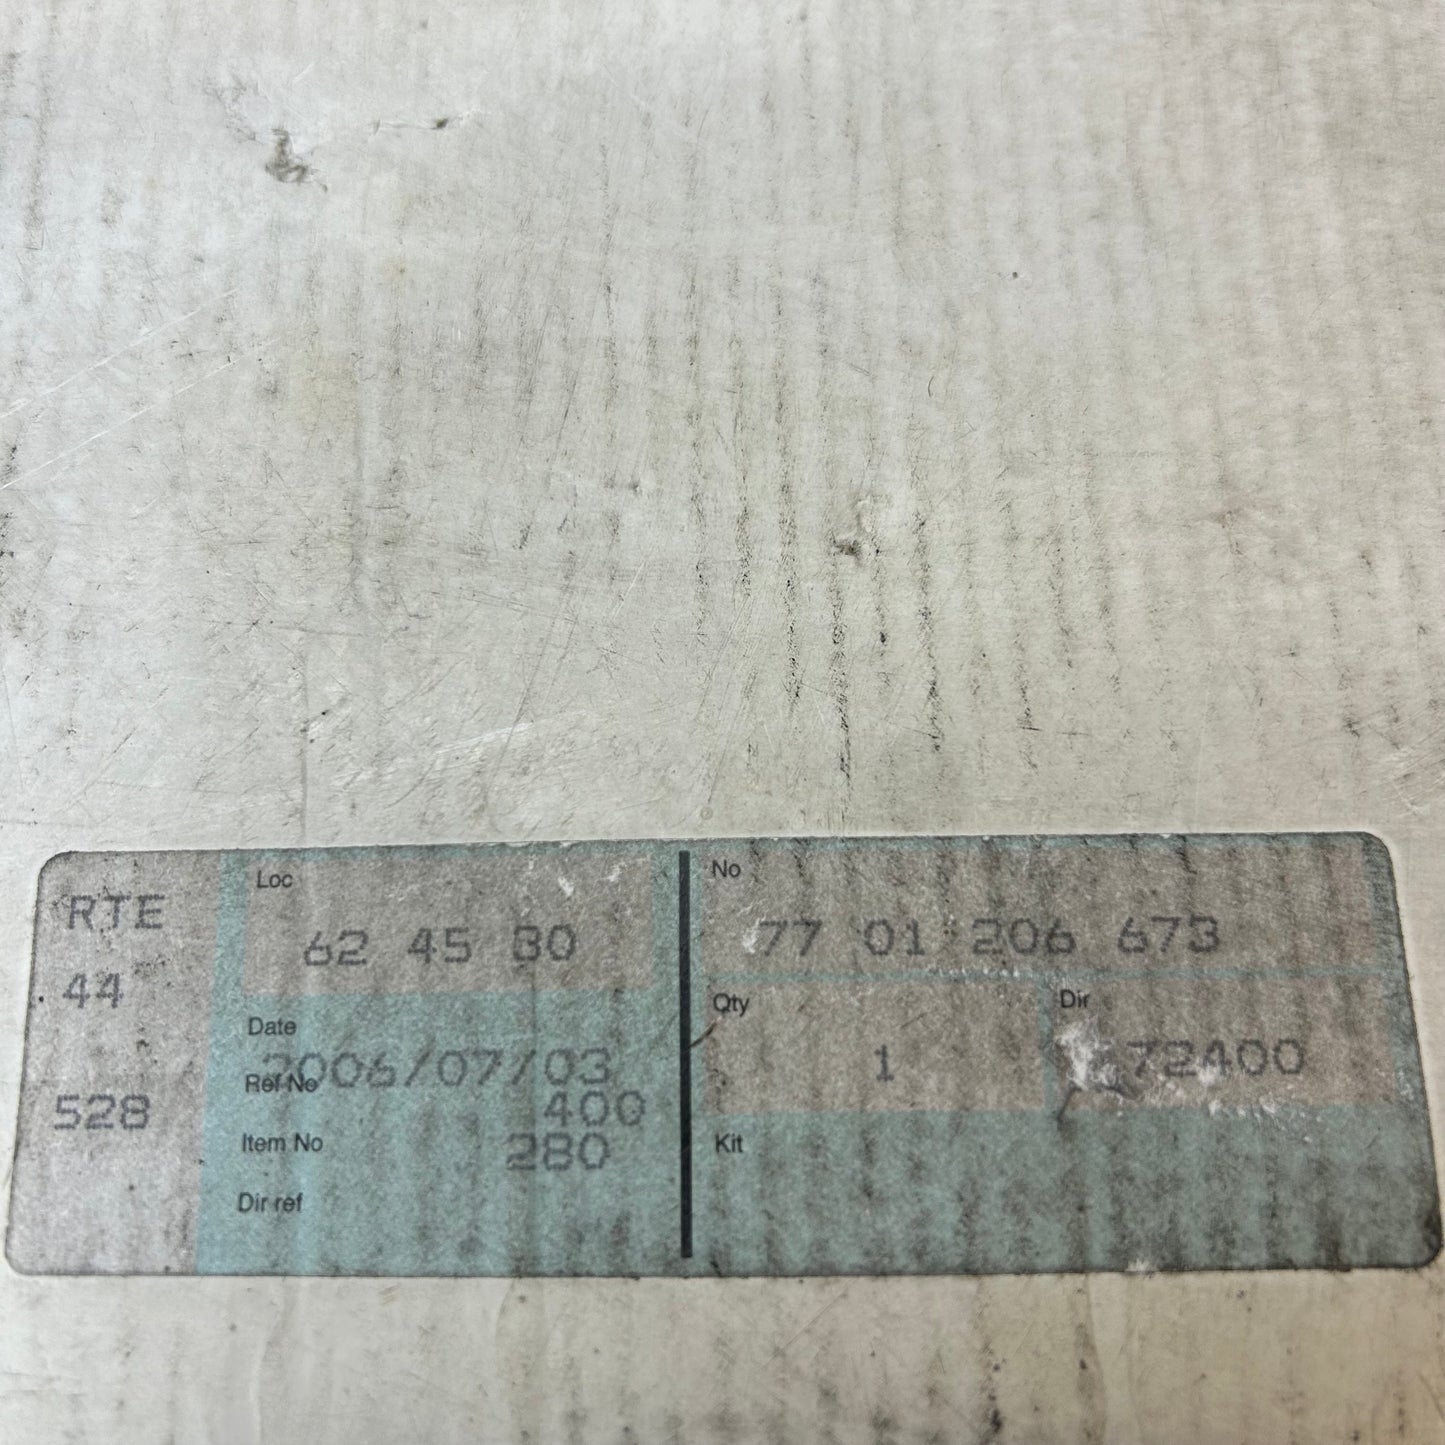 RTE
44
528
Loc
62 45 80
Date
2006/07/03
Ref No
400
Item No
280
Dir ref
No
77 01 206 673
Qty
1
Dir
Kit